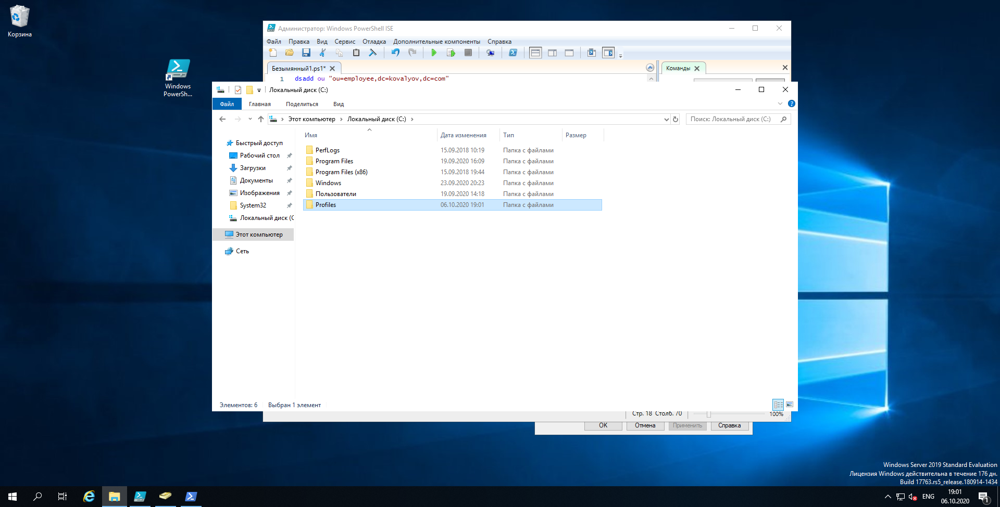 Корзина
Windows
PowerSh...
Администратор: Windows PowerShell ISE
Файл Правка Вид Сервис Отладка Дополнительные компоненты Справка
Безымянный1.ps1*
Команды
1 dsadd ou "ou=employee,dc=kovalyov,dc=com"
Локальный диск (C:)
Файл Главная Поделиться Вид
Этот компьютер Локальный диск (C:)
Поиск: Локальный диск (C:)
Имя Дата изменения Тип Размер
Быстрый доступ
Рабочий стол
Загрузки
Документы
Изображения
System32
Локальный диск (C
Этот компьютер
Сеть
PerfLogs 15.09.2018 10:19 Папка с файлами
Program Files 19.09.2020 16:09 Папка с файлами
Program Files (x86) 15.09.2018 19:44 Папка с файлами
Windows 23.09.2020 20:23 Папка с файлами
Пользователи 19.09.2020 14:18 Папка с файлами
Profiles 06.10.2020 19:01 Папка с файлами
Элементов: 6 Выбран 1 элемент
Стр. 18 Столб. 70 100%
OK Отмена Применить Справка
Windows Server 2019 Standard Evaluation
Лицензия Windows действительна в течение 176 дн.
Build 17763.rs5_release.180914-1434
ENG
19:01
06.10.2020
1